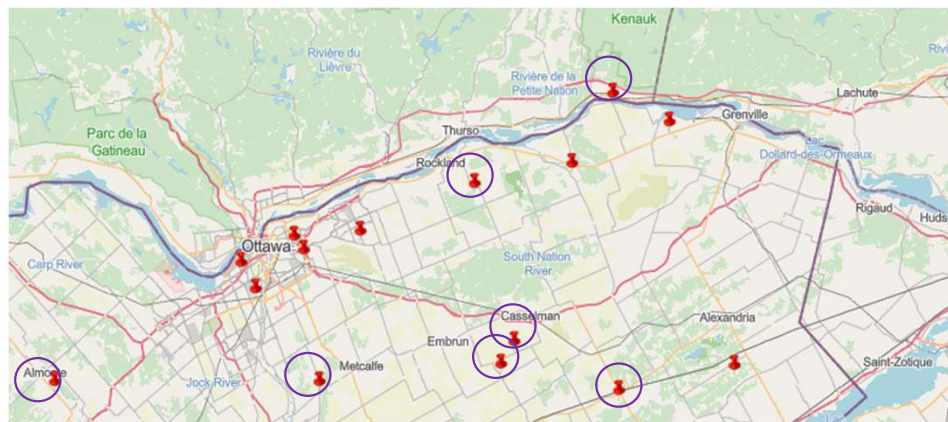 Kenauk
Rivière du
Lièvre
Rivière de la
Petite Nation
Lachute
Grenville
Parc de la
Gatineau
Thurso
Lac
Dollard-des-Ormeaux
Rockland
Rigaud
Huds
Ottawa
Carp River
South Nation
River
Casselman
Alexandria
Embrun
Metcalfe
Saint-Zotique
Jock River